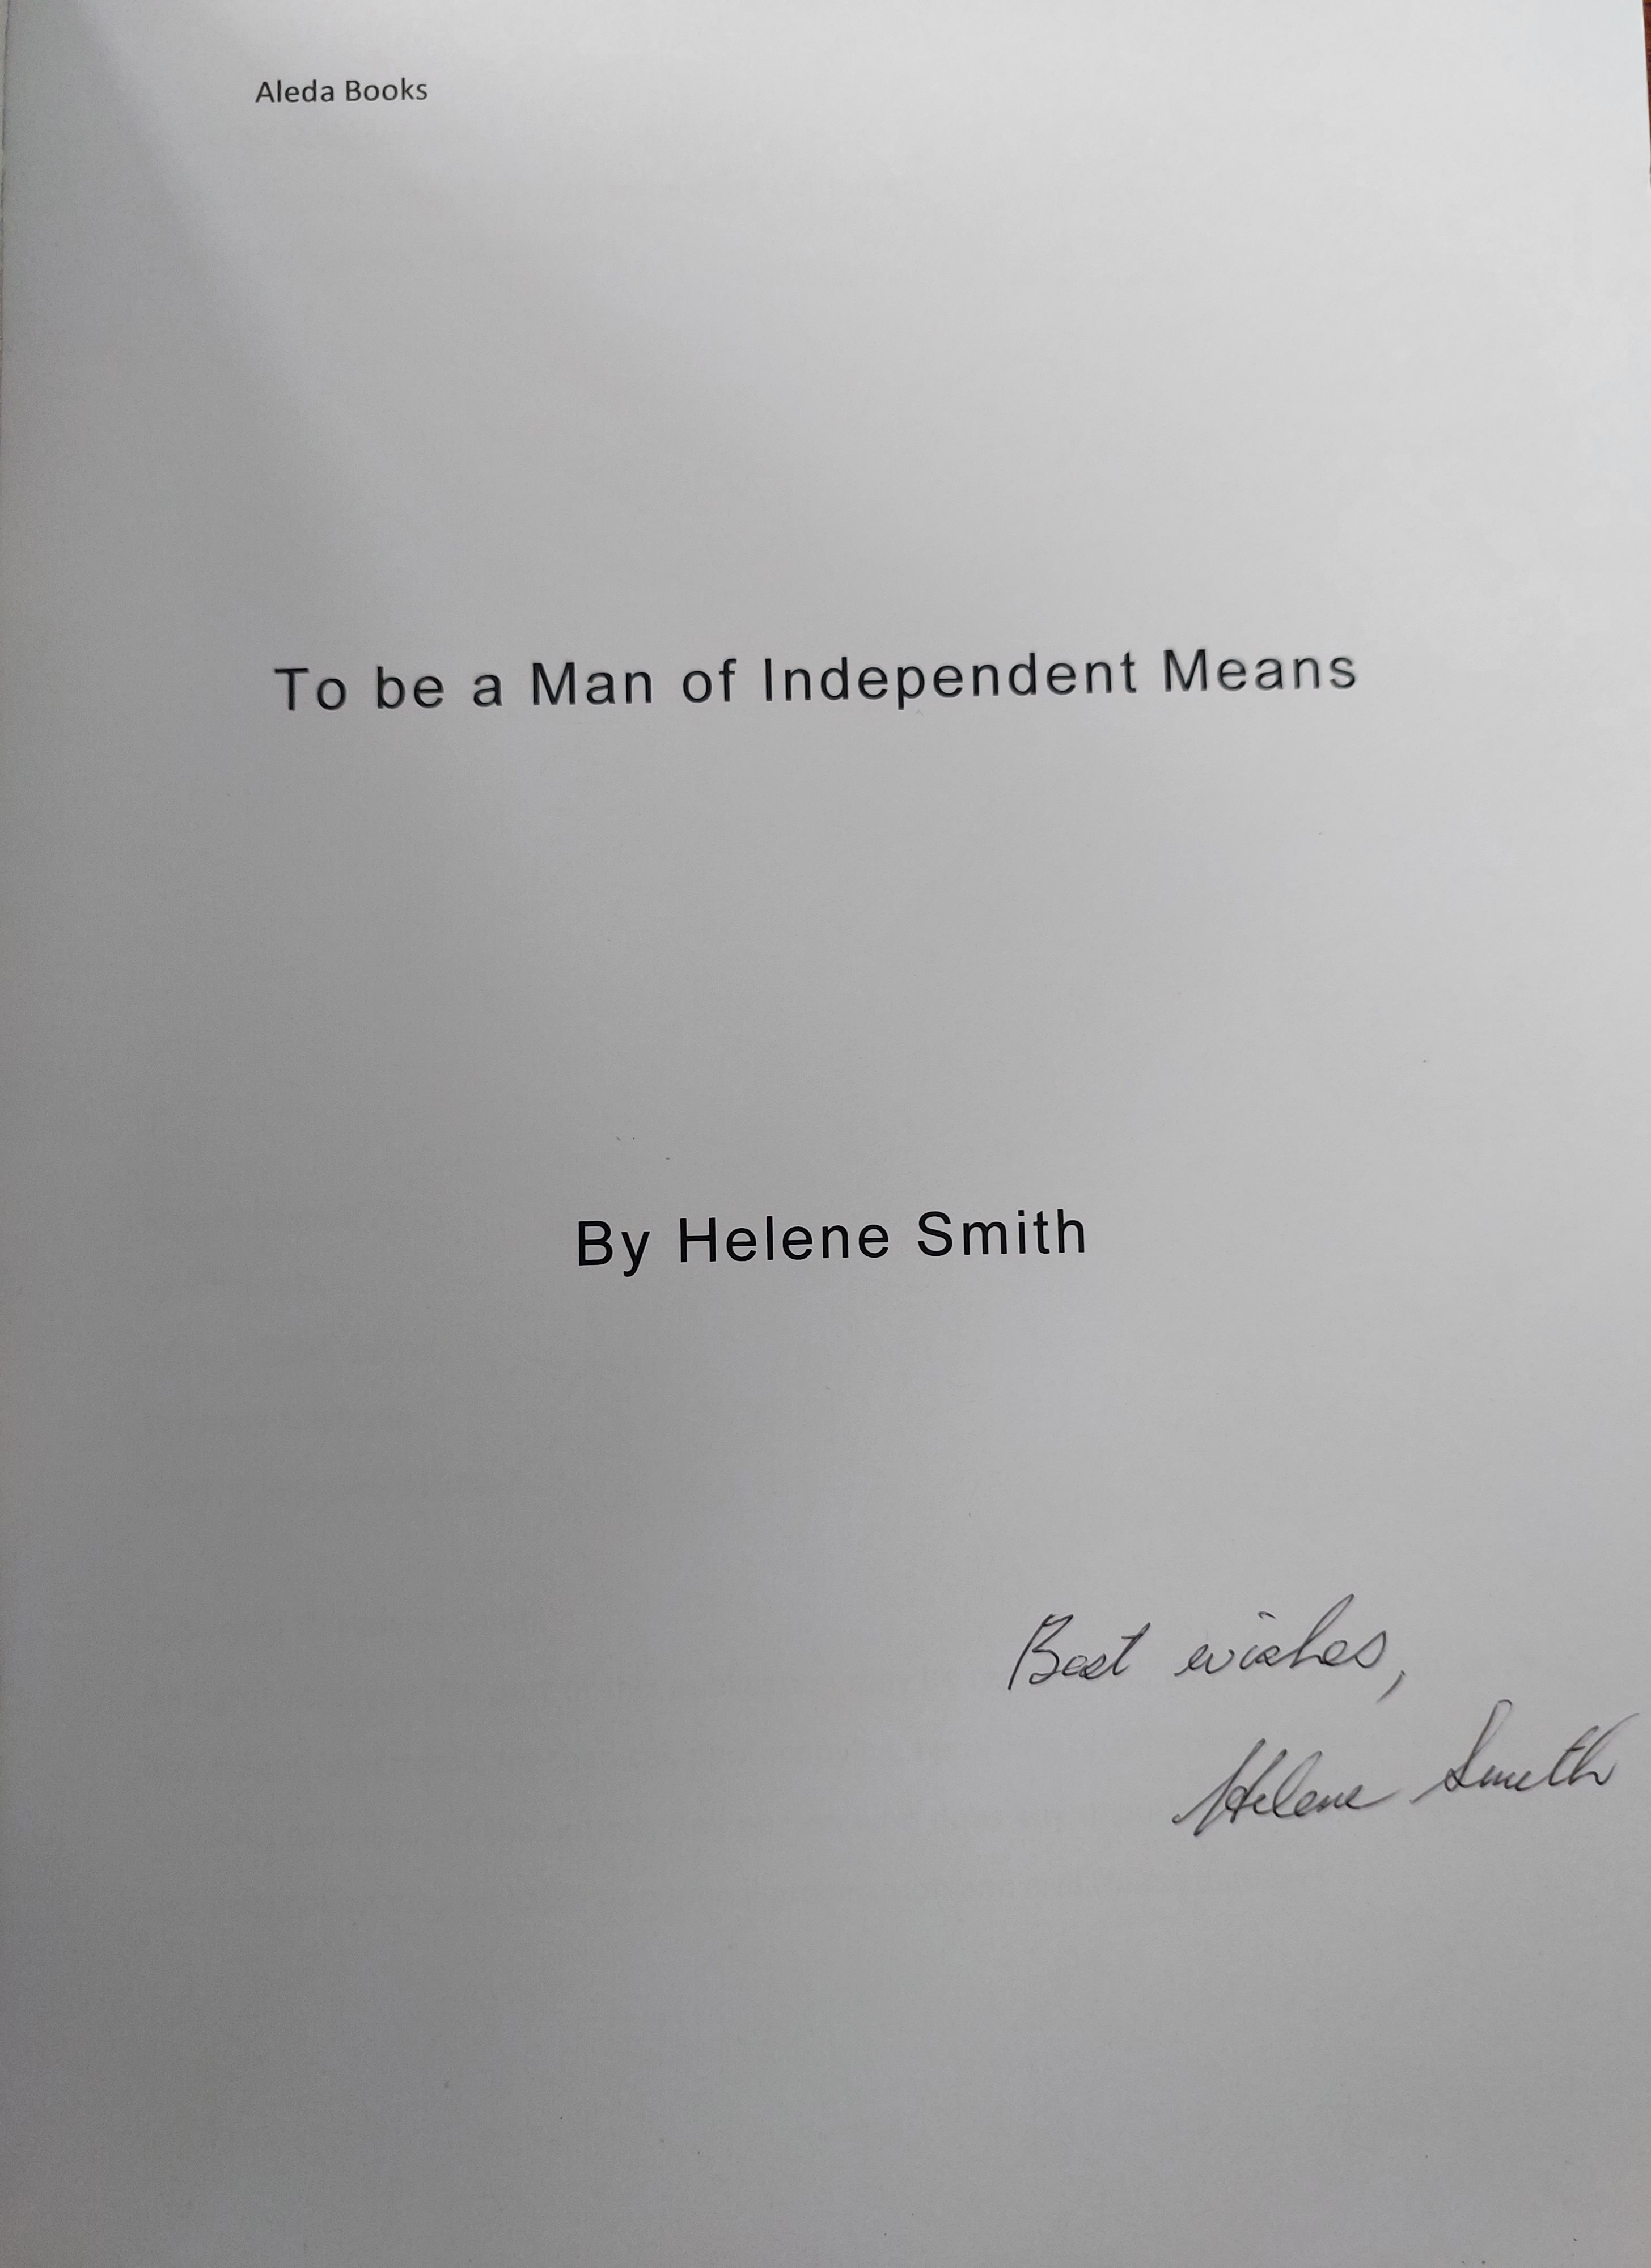 Aleda Books
To be a Man of Independent Means
By Helene Smith
Best wishes,
Helene Smith